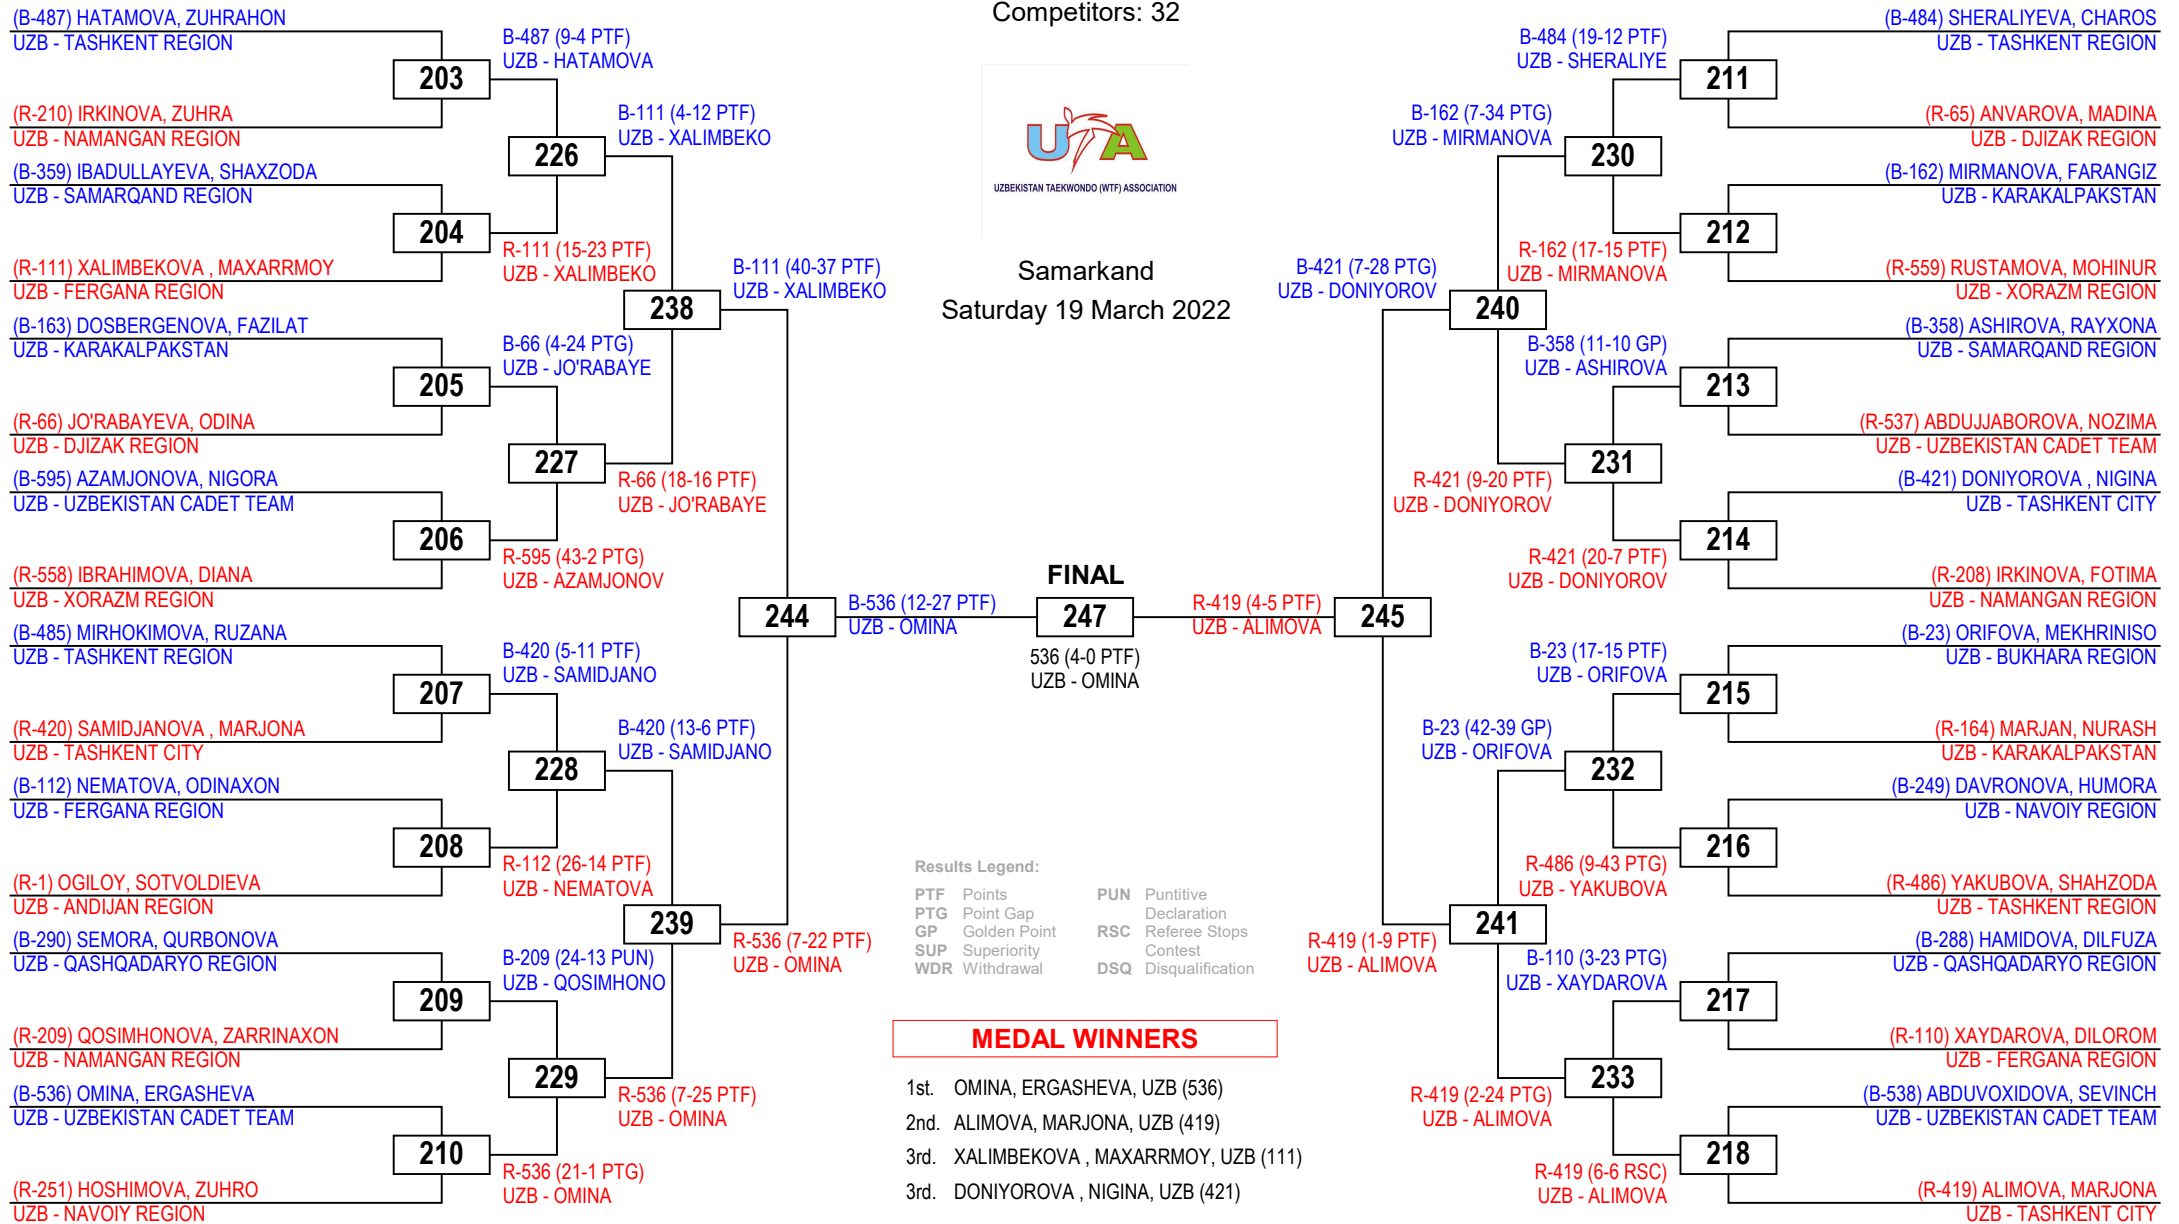 Competitors: 32
UTA
UZBEKISTAN TAEKWONDO (WTF) ASSOCIATION
Samarkand
Saturday 19 March 2022
(B-487) HATAMOVA, ZUHRAHON
UZB - TASHKENT REGION
203
(R-210) IRKINOVA, ZUHRA
UZB - NAMANGAN REGION
(B-359) IBADULLAYEVA, SHAXZODA
UZB - SAMARQAND REGION
204
(R-111) XALIMBEKOVA , MAXARRMOY
UZB - FERGANA REGION
(B-163) DOSBERGENOVA, FAZILAT
UZB - KARAKALPAKSTAN
205
(R-66) JO'RABAYEVA, ODINA
UZB - DJIZAK REGION
(B-595) AZAMJONOVA, NIGORA
UZB - UZBEKISTAN CADET TEAM
206
(R-558) IBRAHIMOVA, DIANA
UZB - XORAZM REGION
(B-485) MIRHOKIMOVA, RUZANA
UZB - TASHKENT REGION
207
(R-420) SAMIDJANOVA , MARJONA
UZB - TASHKENT CITY
(B-112) NEMATOVA, ODINAXON
UZB - FERGANA REGION
208
(R-1) OGILOY, SOTVOLDIEVA
UZB - ANDIJAN REGION
(B-290) SEMORA, QURBONOVA
UZB - QASHQADARYO REGION
209
(R-209) QOSIMHONOVA, ZARRINAXON
UZB - NAMANGAN REGION
(B-536) OMINA, ERGASHEVA
UZB - UZBEKISTAN CADET TEAM
210
(R-251) HOSHIMOVA, ZUHRO
UZB - NAVOIY REGION
B-487 (9-4 PTF)
UZB - HATAMOVA
226
R-111 (15-23 PTF)
UZB - XALIMBEKO
B-66 (4-24 PTG)
UZB - JO'RABAYE
227
R-595 (43-2 PTG)
UZB - AZAMJONOV
B-420 (5-11 PTF)
UZB - SAMIDJANO
228
R-112 (26-14 PTF)
UZB - NEMATOVA
B-209 (24-13 PUN)
UZB - QOSIMHONO
229
R-536 (21-1 PTG)
UZB - OMINA
B-111 (4-12 PTF)
UZB - XALIMBEKO
238
R-66 (18-16 PTF)
UZB - JO'RABAYE
B-420 (13-6 PTF)
UZB - SAMIDJANO
239
R-536 (7-25 PTF)
UZB - OMINA
B-111 (40-37 PTF)
UZB - XALIMBEKO
244
R-536 (7-22 PTF)
UZB - OMINA
B-536 (12-27 PTF)
UZB - OMINA
FINAL
247
536 (4-0 PTF)
UZB - OMINA
R-419 (4-5 PTF)
UZB - ALIMOVA
B-421 (7-28 PTG)
UZB - DONIYOROV
245
R-419 (1-9 PTF)
UZB - ALIMOVA
B-162 (7-34 PTG)
UZB - MIRMANOVA
240
R-421 (9-20 PTF)
UZB - DONIYOROV
B-23 (42-39 GP)
UZB - ORIFOVA
241
R-419 (2-24 PTG)
UZB - ALIMOVA
B-484 (19-12 PTF)
UZB - SHERALIYE
230
R-162 (17-15 PTF)
UZB - MIRMANOVA
B-358 (11-10 GP)
UZB - ASHIROVA
231
R-421 (20-7 PTF)
UZB - DONIYOROV
B-23 (17-15 PTF)
UZB - ORIFOVA
232
R-486 (9-43 PTG)
UZB - YAKUBOVA
B-110 (3-23 PTG)
UZB - XAYDAROVA
233
R-419 (6-6 RSC)
UZB - ALIMOVA
(B-484) SHERALIYEVA, CHAROS
UZB - TASHKENT REGION
211
(R-65) ANVAROVA, MADINA
UZB - DJIZAK REGION
(B-162) MIRMANOVA, FARANGIZ
UZB - KARAKALPAKSTAN
212
(R-559) RUSTAMOVA, MOHINUR
UZB - XORAZM REGION
(B-358) ASHIROVA, RAYXONA
UZB - SAMARQAND REGION
213
(R-537) ABDUJJABOROVA, NOZIMA
UZB - UZBEKISTAN CADET TEAM
(B-421) DONIYOROVA , NIGINA
UZB - TASHKENT CITY
214
(R-208) IRKINOVA, FOTIMA
UZB - NAMANGAN REGION
(B-23) ORIFOVA, MEKHRINISO
UZB - BUKHARA REGION
215
(R-164) MARJAN, NURASH
UZB - KARAKALPAKSTAN
(B-249) DAVRONOVA, HUMORA
UZB - NAVOIY REGION
216
(R-486) YAKUBOVA, SHAHZODA
UZB - TASHKENT REGION
(B-288) HAMIDOVA, DILFUZA
UZB - QASHQADARYO REGION
217
(R-110) XAYDAROVA, DILOROM
UZB - FERGANA REGION
(B-538) ABDUVOXIDOVA, SEVINCH
UZB - UZBEKISTAN CADET TEAM
218
(R-419) ALIMOVA, MARJONA
UZB - TASHKENT CITY
Results Legend:
PTF Points
PTG Point Gap
GP Golden Point
SUP Superiority
WDR Withdrawal
PUN Puntitive
Declaration
RSC Referee Stops
Contest
DSQ Disqualification
MEDAL WINNERS
1st. OMINA, ERGASHEVA, UZB (536)
2nd. ALIMOVA, MARJONA, UZB (419)
3rd. XALIMBEKOVA , MAXARRMOY, UZB (111)
3rd. DONIYOROVA , NIGINA, UZB (421)